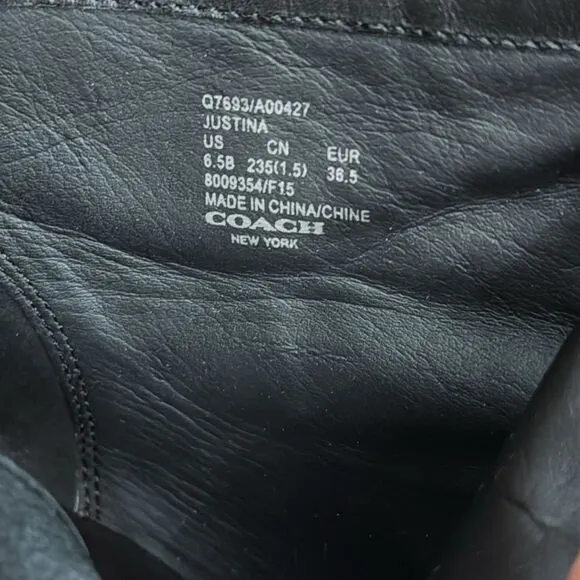 Q7693/A00427
JUSTINA
US CN EUR
6.5B 235(1.5) 36.5
8009354/F15
MADE IN CHINA/CHINE
COACH
NEW YORK